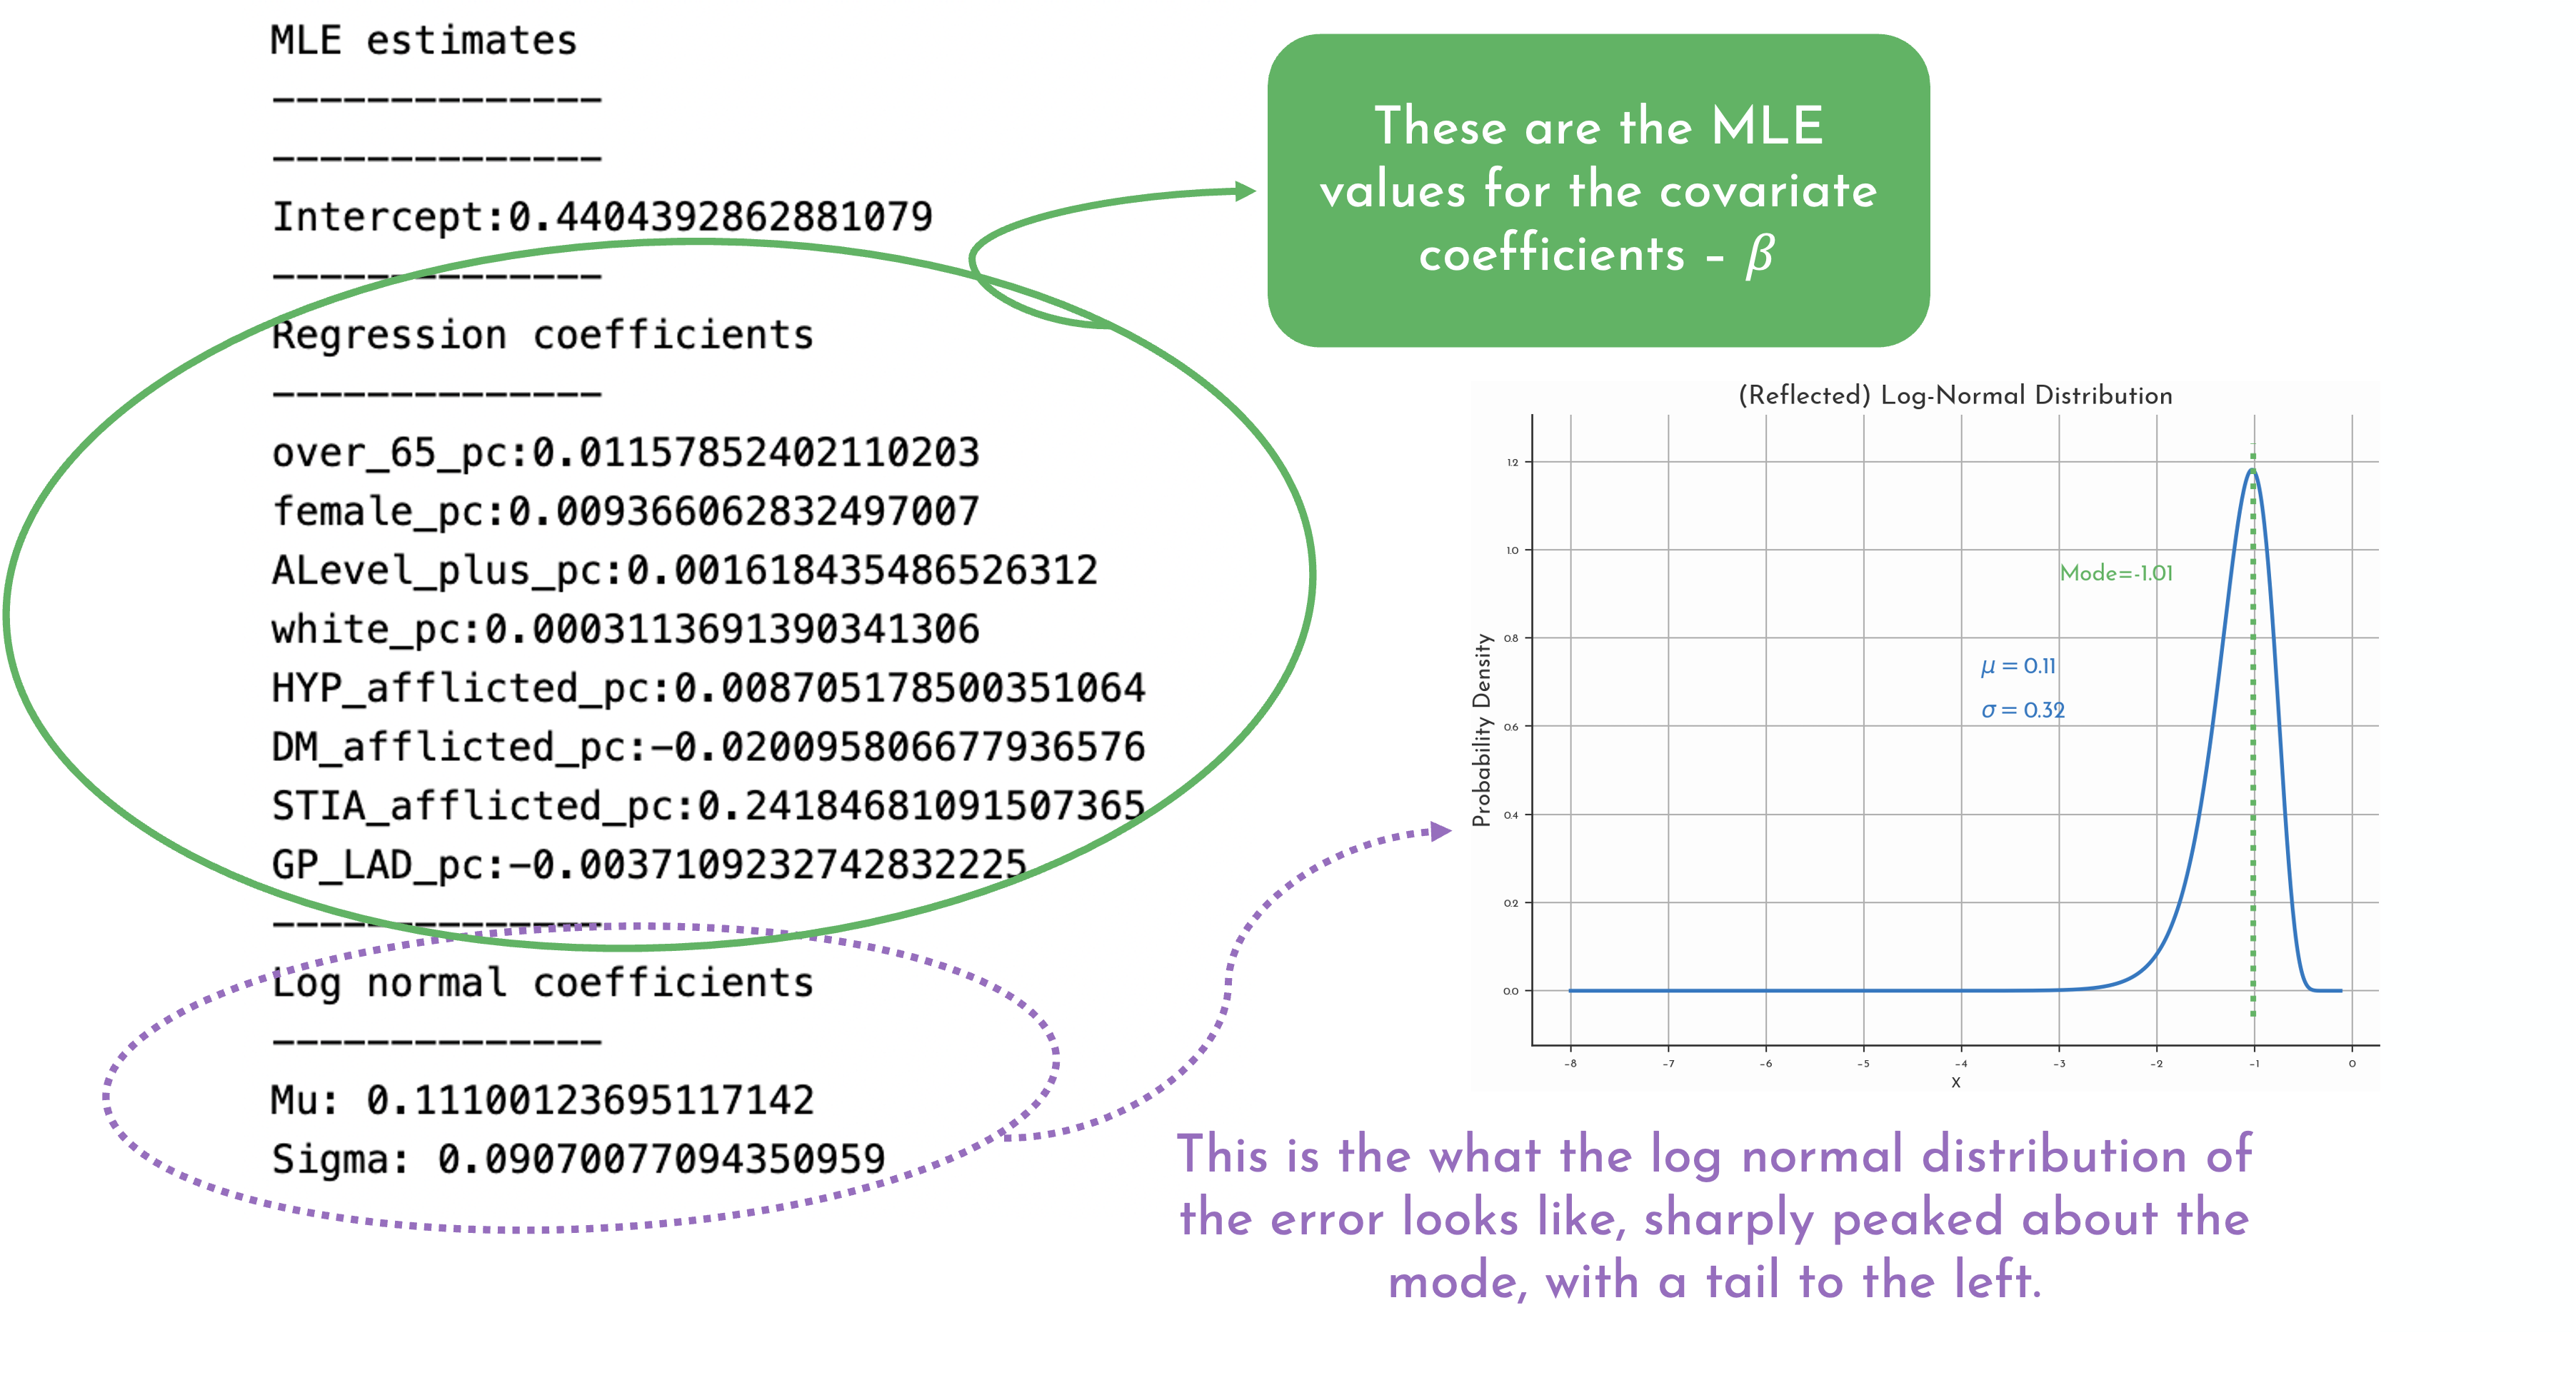 MLE estimates
--------------
--------------
Intercept:0.4404392862881079
--------------
Regression coefficients
--------------
over_65_pc:0.01157852402110203
female_pc:0.009366062832497007
ALevel_plus_pc:0.001618435486526312
white_pc:0.0003113691390341306
HYP_afflicted_pc:0.008705178500351064
DM_afflicted_pc:-0.020095806677936576
STIA_afflicted_pc:0.24184681091507365
GP_LAD_pc:-0.0037109232742832225
--------------
Log normal coefficients
--------------
Mu: 0.11100123695117142
Sigma: 0.09070077094350959
These are the MLE
values for the covariate
coefficients – β
(Reflected) Log-Normal Distribution
Probability Density
1.2
1.0
0.8
0.6
0.4
0.2
0.0
Mode=-1.01
μ = 0.11
σ = 0.32
-8 -7 -6 -5 -4 -3 -2 -1 0
X
This is the what the log normal distribution of
the error looks like, sharply peaked about the
mode, with a tail to the left.